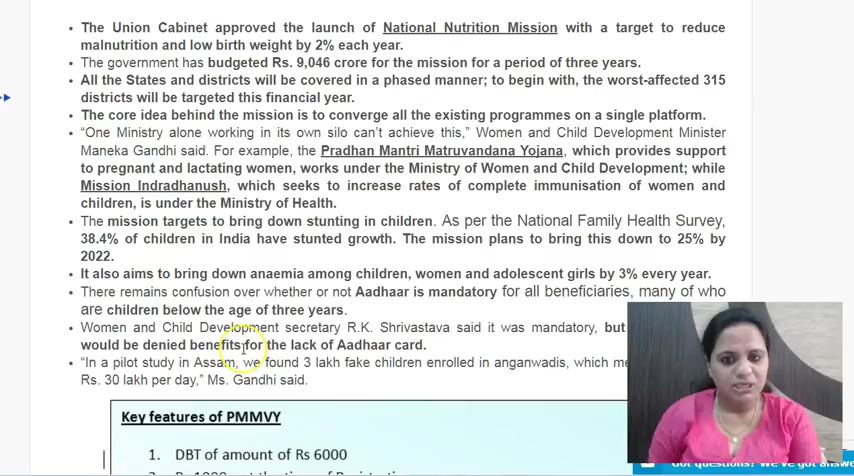 • The Union Cabinet approved the launch of National Nutrition Mission with a target to reduce
malnutrition and low birth weight by 2% each year.
• The government has budgeted Rs. 9,046 crore for the mission for a period of three years.
• All the States and districts will be covered in a phased manner; to begin with, the worst-affected 315
districts will be targeted this financial year.
• The core idea behind the mission is to converge all the existing programmes on a single platform.
• “One Ministry alone working in its own silo can’t achieve this,” Women and Child Development Minister
Maneka Gandhi said. For example, the Pradhan Mantri Matruvandana Yojana, which provides support
to pregnant and lactating women, works under the Ministry of Women and Child Development; while
Mission Indradhanush, which seeks to increase rates of complete immunisation of women and
children, is under the Ministry of Health.
• The mission targets to bring down stunting in children. As per the National Family Health Survey,
38.4% of children in India have stunted growth. The mission plans to bring this down to 25% by
2022.
• It also aims to bring down anaemia among children, women and adolescent girls by 3% every year.
• There remains confusion over whether or not Aadhaar is mandatory for all beneficiaries, many of who
are children below the age of three years.
• Women and Child Development secretary R.K. Shrivastava said it was mandatory, but
would be denied benefits for the lack of Aadhaar card.
• “In a pilot study in Assam, we found 3 lakh fake children enrolled in anganwadis, which
Rs. 30 lakh per day,” Ms. Gandhi said.
Key features of PMMVY
1. DBT of amount of Rs 6000
Got questions? We've got answe